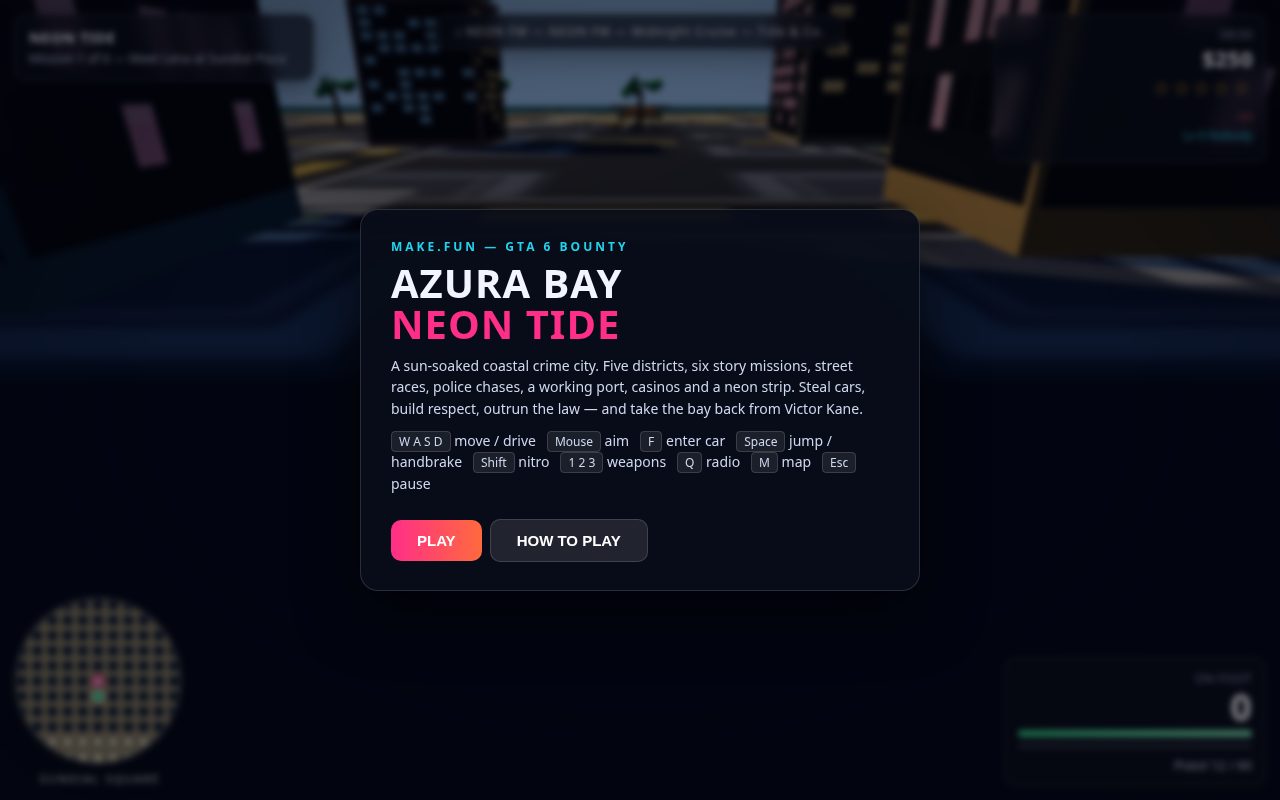 NEON TIDE
$250
MAKE.FUN — GTA 6 BOUNTY
AZURA BAY
NEON TIDE
A sun-soaked coastal crime city. Five districts, six story missions, street
races, police chases, a working port, casinos and a neon strip. Steal cars,
build respect, outrun the law — and take the bay back from Victor Kane.
W A S D move / drive Mouse aim F enter car Space jump /
handbrake Shift nitro 1 2 3 weapons Q radio M map Esc
pause
PLAY HOW TO PLAY
0